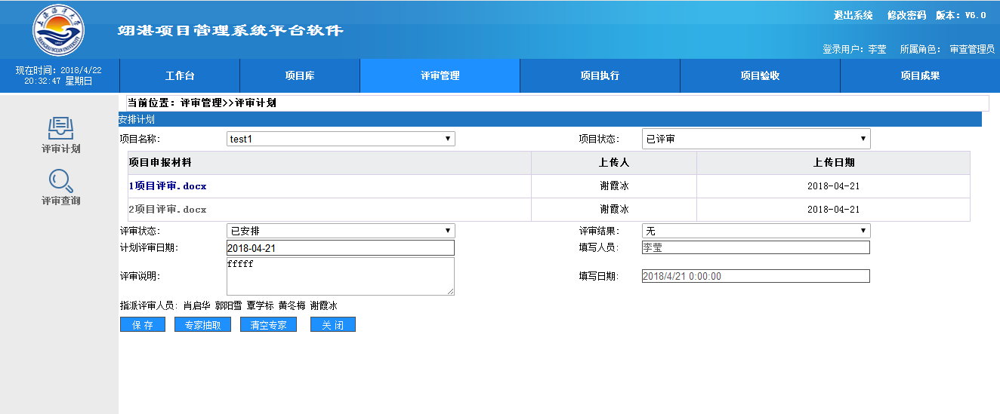 上海海洋大学
SHANGHAI OCEAN UNIVERSITY
翊湛项目管理系统平台软件
退出系统 修改密码 版本：V6.0
登录用户：李莹 所属角色： 审查管理员
现在时间：2018/4/22
20:32:47 星期日
工作台 项目库 评审管理 项目执行 项目验收 项目成果
当前位置：评审管理>>评审计划
评审计划
评审查询
安排计划
项目名称： test1 项目状态： 已评审
项目申报材料 上传人 上传日期
1项目评审.docx 谢霞冰 2018-04-21
2项目评审.docx 谢霞冰 2018-04-21
评审状态： 已安排 评审结果： 无
计划评审日期： 2018-04-21 填写人员： 李莹
评审说明： fffff 填写日期： 2018/4/21 0:00:00
指派评审人员：肖启华 郭阳雪 覃学标 黄冬梅 谢霞冰
保 存 专家抽取 清空专家 关 闭